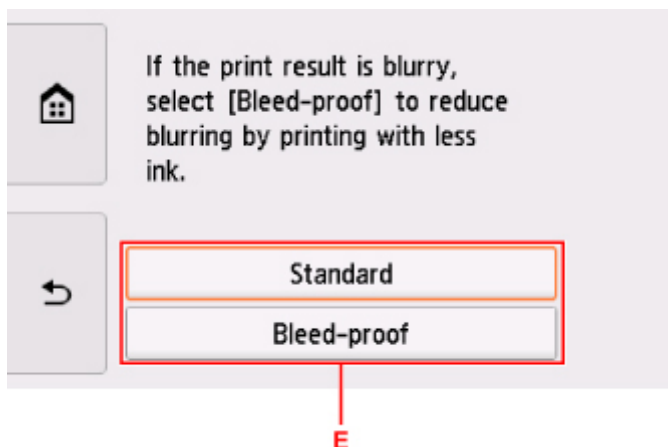 If the print result is blurry,
select [Bleed-proof] to reduce
blurring by printing with less
ink.
Standard
Bleed-proof
E